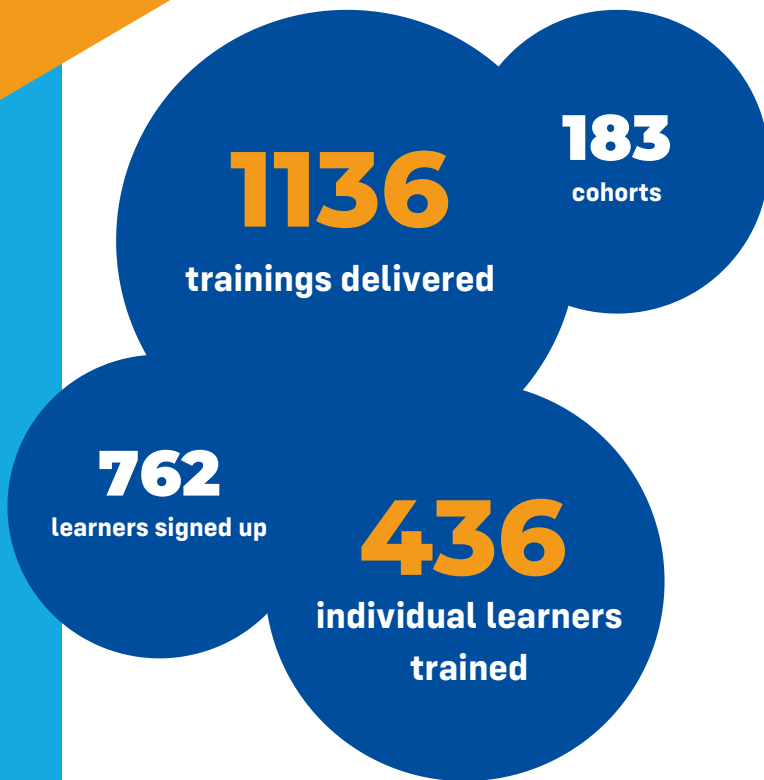 1136
trainings delivered
183
cohorts
762
learners signed up
436
individual learners
trained